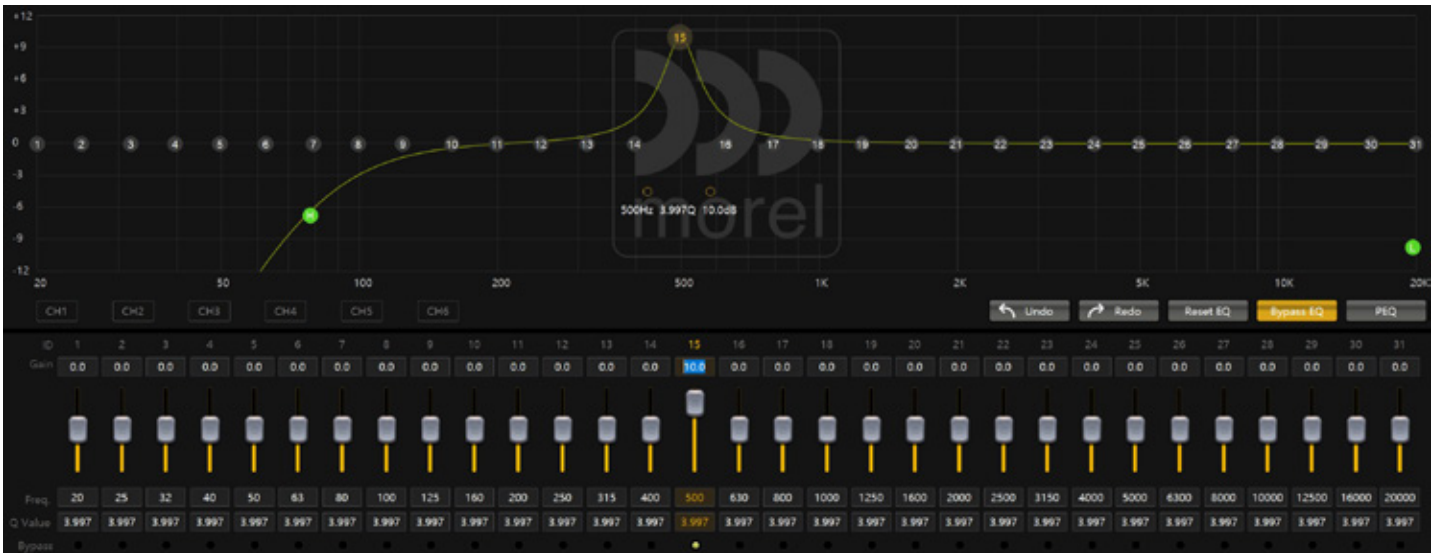 +12
+9
+6
+3
0 1 2 3 4 5 6 7 8 9 10 11 12 13 14 15 16 17 18 19 20 21 22 23 24 25 26 27 28 29 30 31
-3
500Hz 3.997Q 10.0dB
-6 H
morel
-9 L
-12
20 50 100 200 500 1K 2K 5K 10K 20K
CH1 CH2 CH3 CH4 CH5 CH6 Undo Redo Reset EQ Bypass EQ PEQ
ID 1 2 3 4 5 6 7 8 9 10 11 12 13 14 15 16 17 18 19 20 21 22 23 24 25 26 27 28 29 30 31
Gain 0.0 0.0 0.0 0.0 0.0 0.0 0.0 0.0 0.0 0.0 0.0 0.0 0.0 0.0 10.0 0.0 0.0 0.0 0.0 0.0 0.0 0.0 0.0 0.0 0.0 0.0 0.0 0.0 0.0 0.0 0.0
Freq. 20 25 32 40 50 63 80 100 125 160 200 250 315 400 500 630 800 1000 1250 1600 2000 2500 3150 4000 5000 6300 8000 10000 12500 16000 20000
Q Value 3.997 3.997 3.997 3.997 3.997 3.997 3.997 3.997 3.997 3.997 3.997 3.997 3.997 3.997 3.997 3.997 3.997 3.997 3.997 3.997 3.997 3.997 3.997 3.997 3.997 3.997 3.997 3.997 3.997 3.997 3.997
Bypass